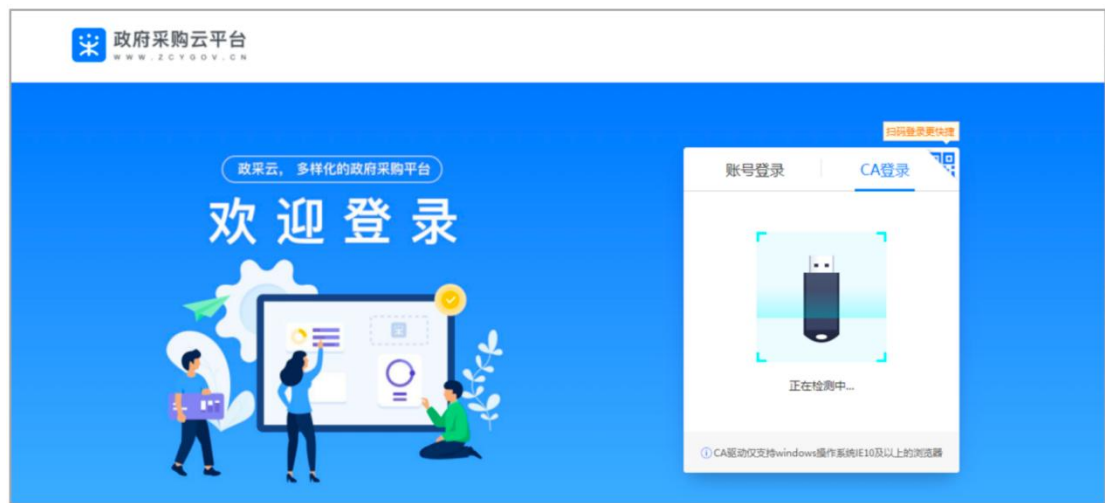 政府采购云平台
WWW.ZCYGOV.CN
扫码登录更快捷
政采云，多样化的政府采购平台
欢迎登录
账号登录
CA登录
正在检测中...
CA驱动仅支持windows操作系统IE10及以上的浏览器